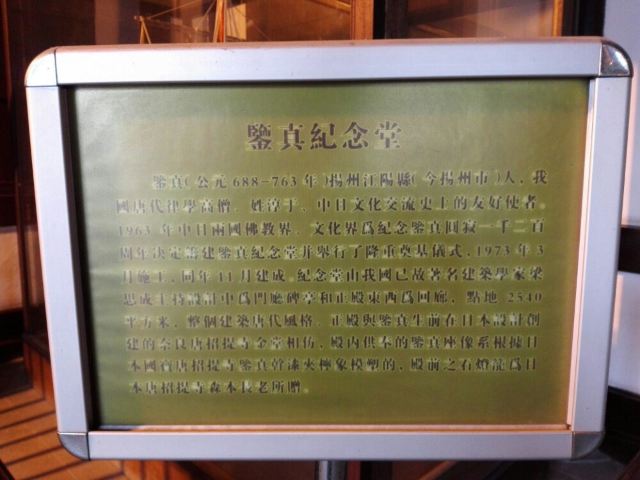 鑒真紀念堂
鑒真(公元688-763年)揚州江陽縣(今揚州市)人,我
國唐代律學高僧.姓淳于,中日文化交流史上的友好使者。
1963年中日兩國佛教界、文化界爲紀念鑒真圓寂一千二百
周年決定籌建鑒真紀念堂并舉行了隆重奠基儀式,1973年3
月施工,同年11月建成。紀念堂由我國已故著名建築學家梁
思成主持設計中爲門廳碑亭和正殿東西爲回廊,點地2540
平方米,整個建築唐代風格.正殿與鑒真生前在日本設計創
建的奈良唐招提寺金堂相仿,殿内供奉的鑒真座像系根據日
本國寶唐招提寺鑒真幹漆夾像模塑的,殿前之石燈籠爲日
本唐招提寺森本長老所贈。